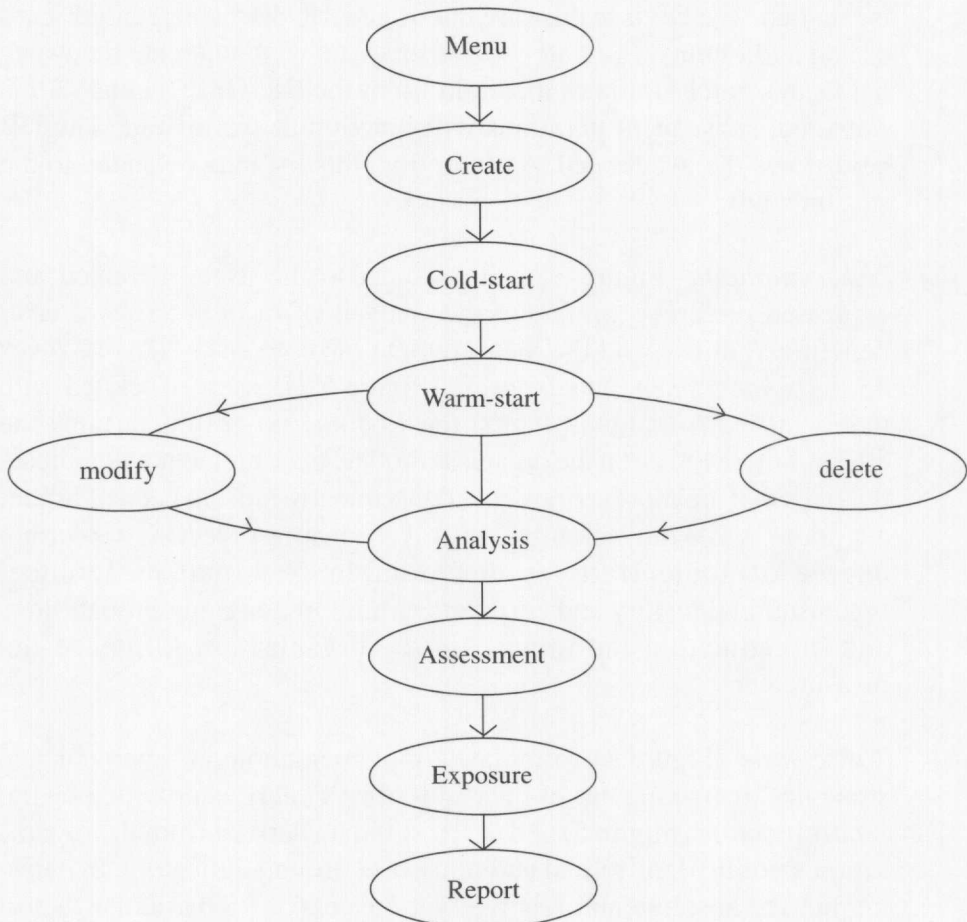 Menu
Create
Cold-start
Warm-start
modify
delete
Analysis
Assessment
Exposure
Report